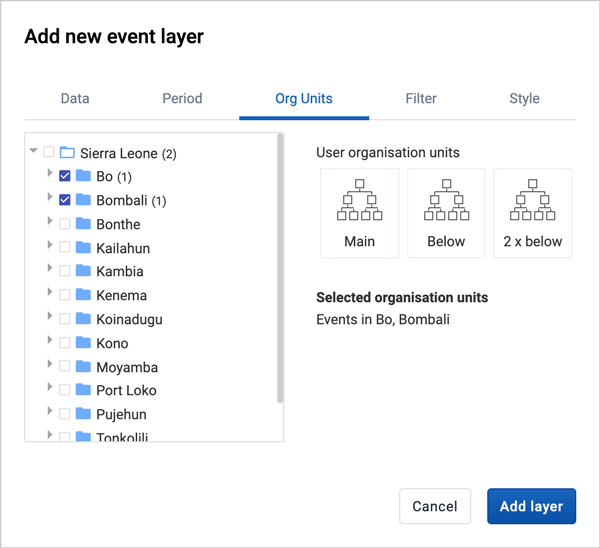 Add new event layer
Data Period Org Units Filter Style
Sierra Leone (2)
Bo (1)
Bombali (1)
Bonthe
Kailahun
Kambia
Kenema
Koinadugu
Kono
Moyamba
Port Loko
Pujehun
Tonkolili
User organisation units
Main Below 2 x below
Selected organisation units
Events in Bo, Bombali
Cancel Add layer